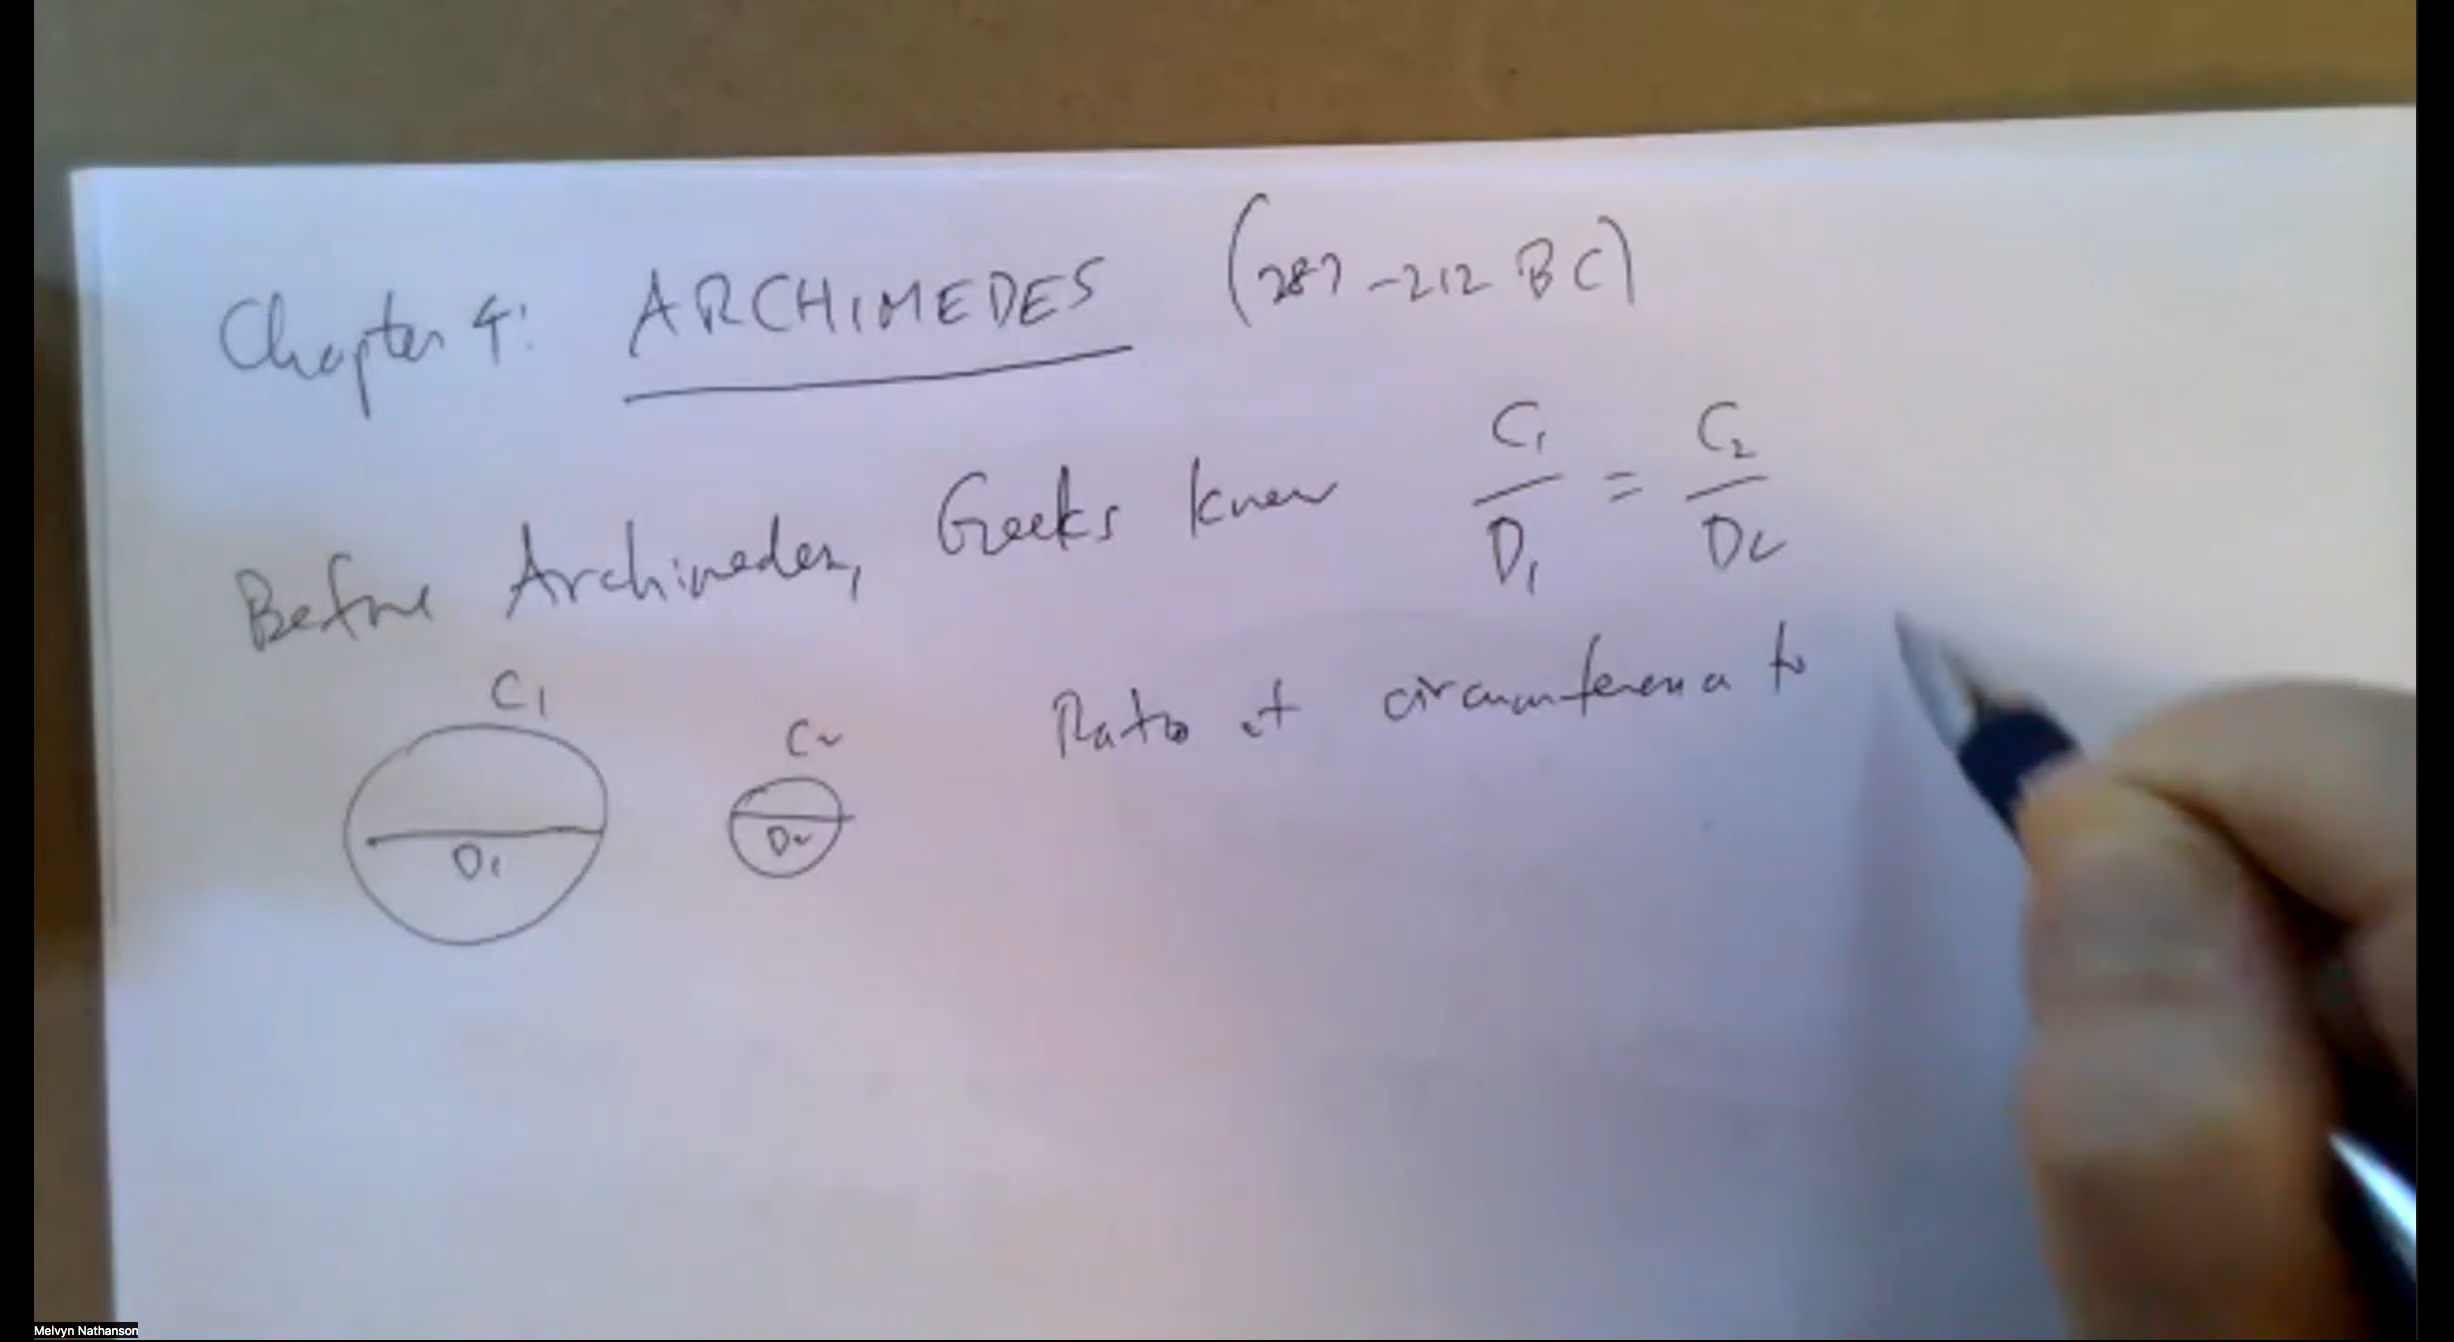 Chapter 4: ARCHIMEDES (287-212 BC)
Before Archimedes, Greeks knew C₁/D₁ = C₂/D₂
C₁
C₂
Ratio of circumference to
D₁
D₂
Melvyn Nathanson